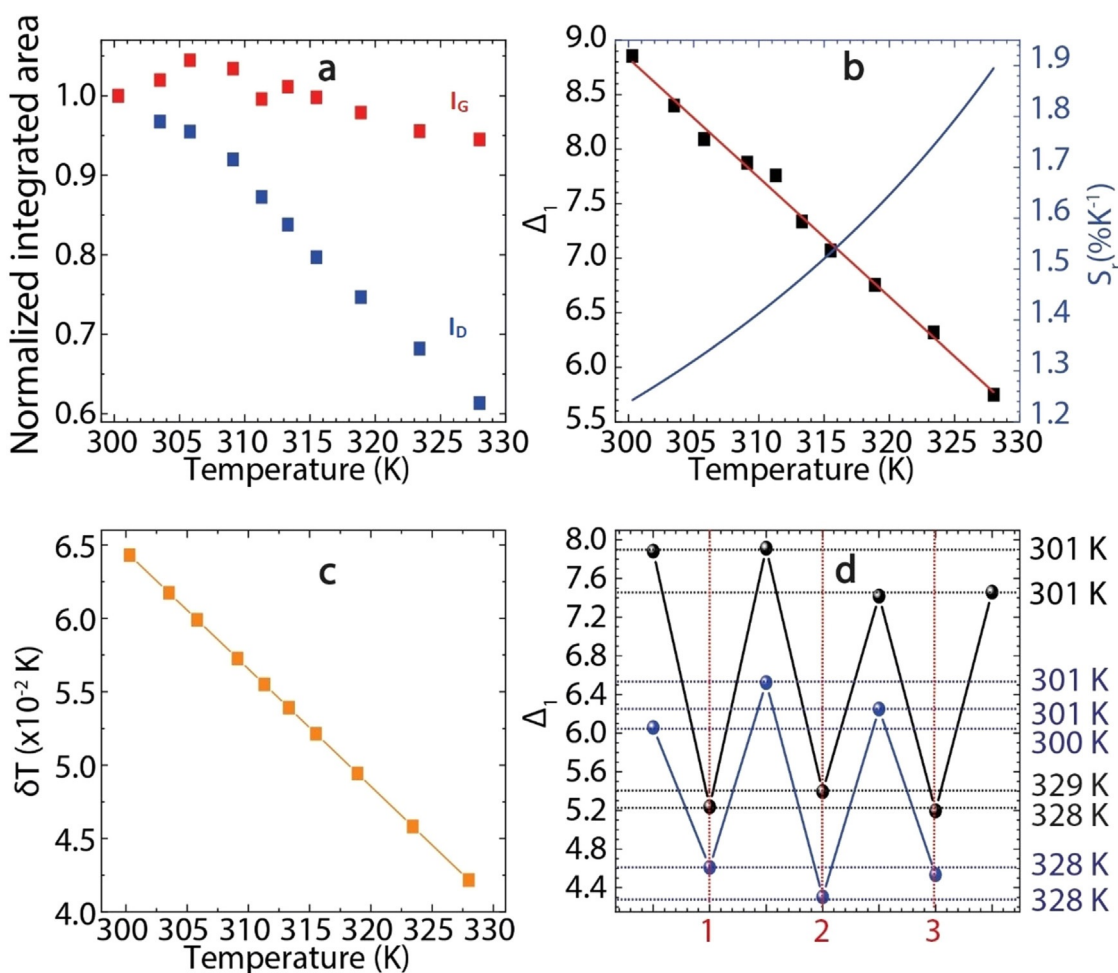 a
Normalized integrated area
1.0
0.9
0.8
0.7
0.6
I_G
I_D
300 305 310 315 320 325 330
Temperature (K)
b
Δ₁
9.0
8.5
8.0
7.5
7.0
6.5
6.0
5.5
1.9
1.8
1.7
1.6
1.5
1.4
1.3
1.2
Sᵣ(%K⁻¹)
300 305 310 315 320 325 330
Temperature (K)
c
δT (x10⁻² K)
6.5
6.0
5.5
5.0
4.5
4.0
300 305 310 315 320 325 330
Temperature (K)
d
Δ₁
8.0
7.6
7.2
6.8
6.4
6.0
5.6
5.2
4.8
4.4
301 K
301 K
301 K
301 K
300 K
329 K
328 K
328 K
328 K
1 2 3